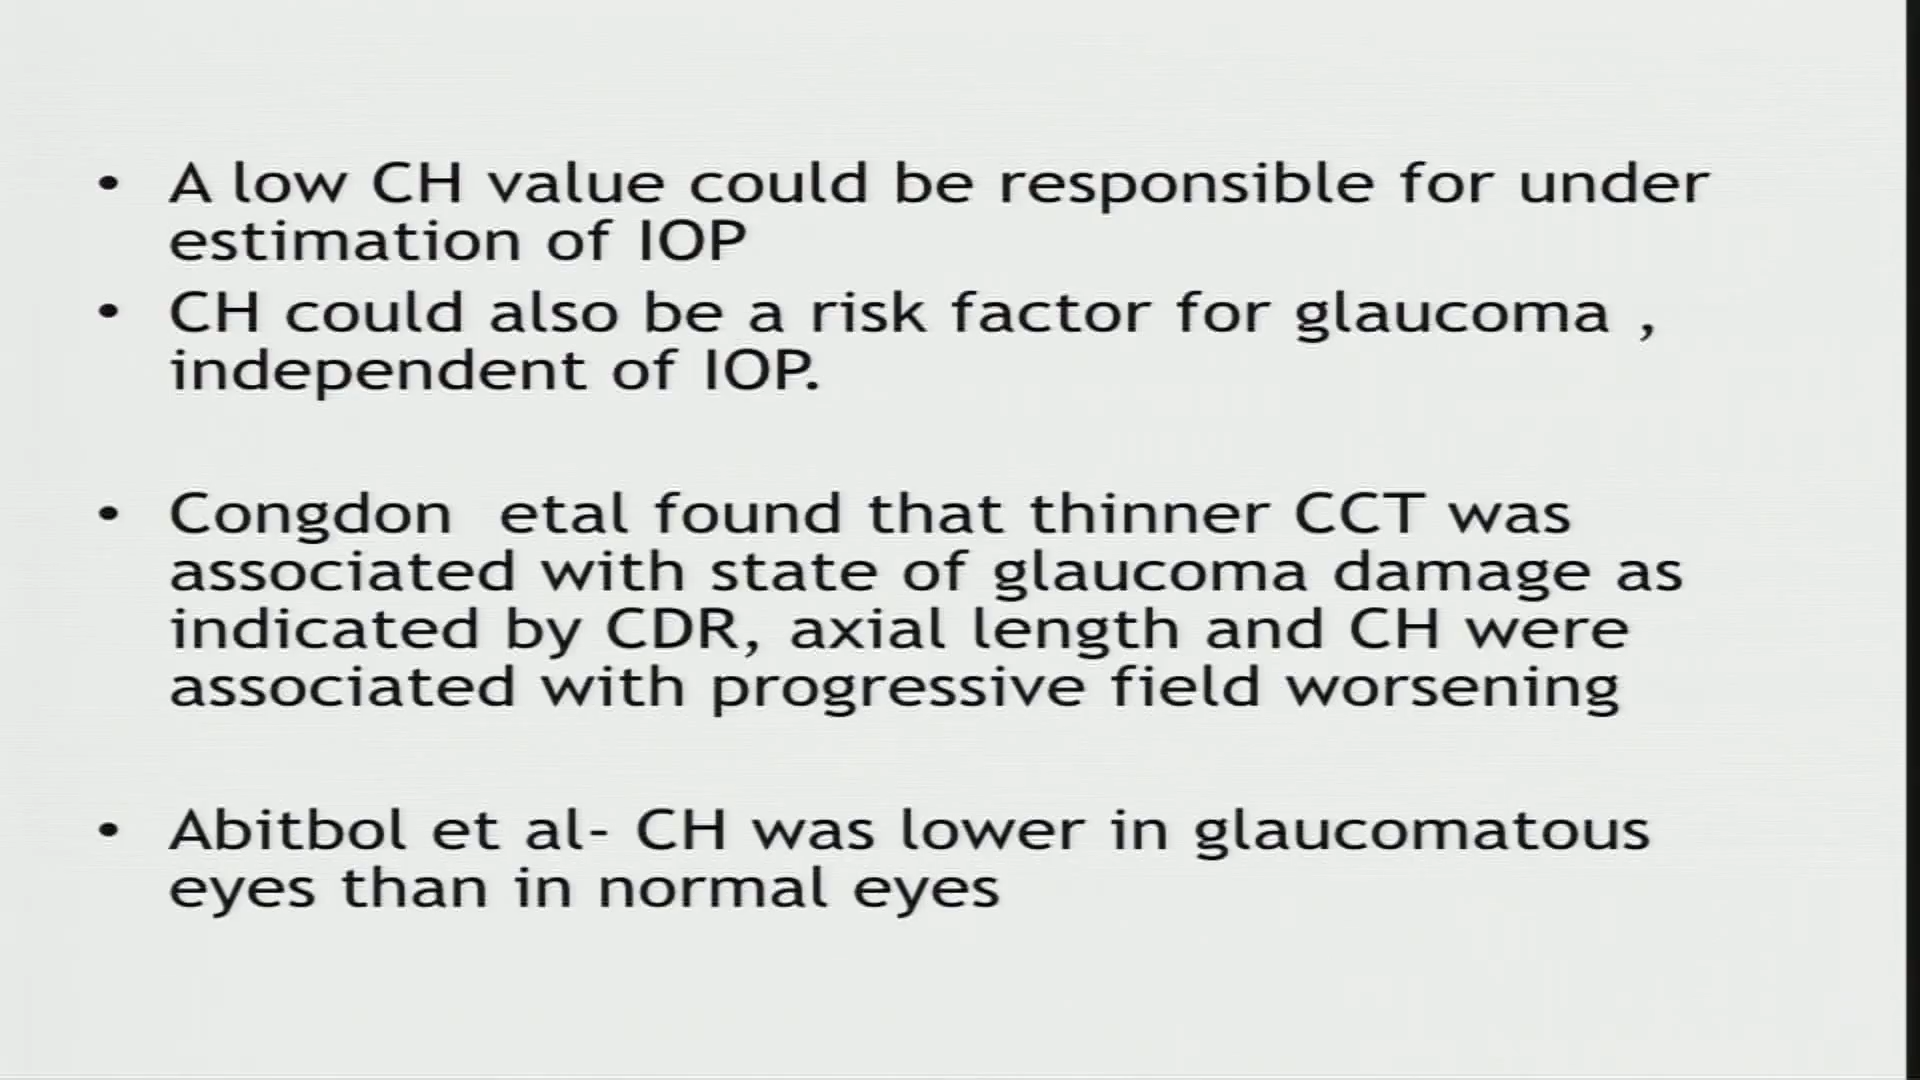 • A low CH value could be responsible for under
estimation of IOP
• CH could also be a risk factor for glaucoma ,
independent of IOP.
• Congdon etal found that thinner CCT was
associated with state of glaucoma damage as
indicated by CDR, axial length and CH were
associated with progressive field worsening
• Abitbol et al- CH was lower in glaucomatous
eyes than in normal eyes